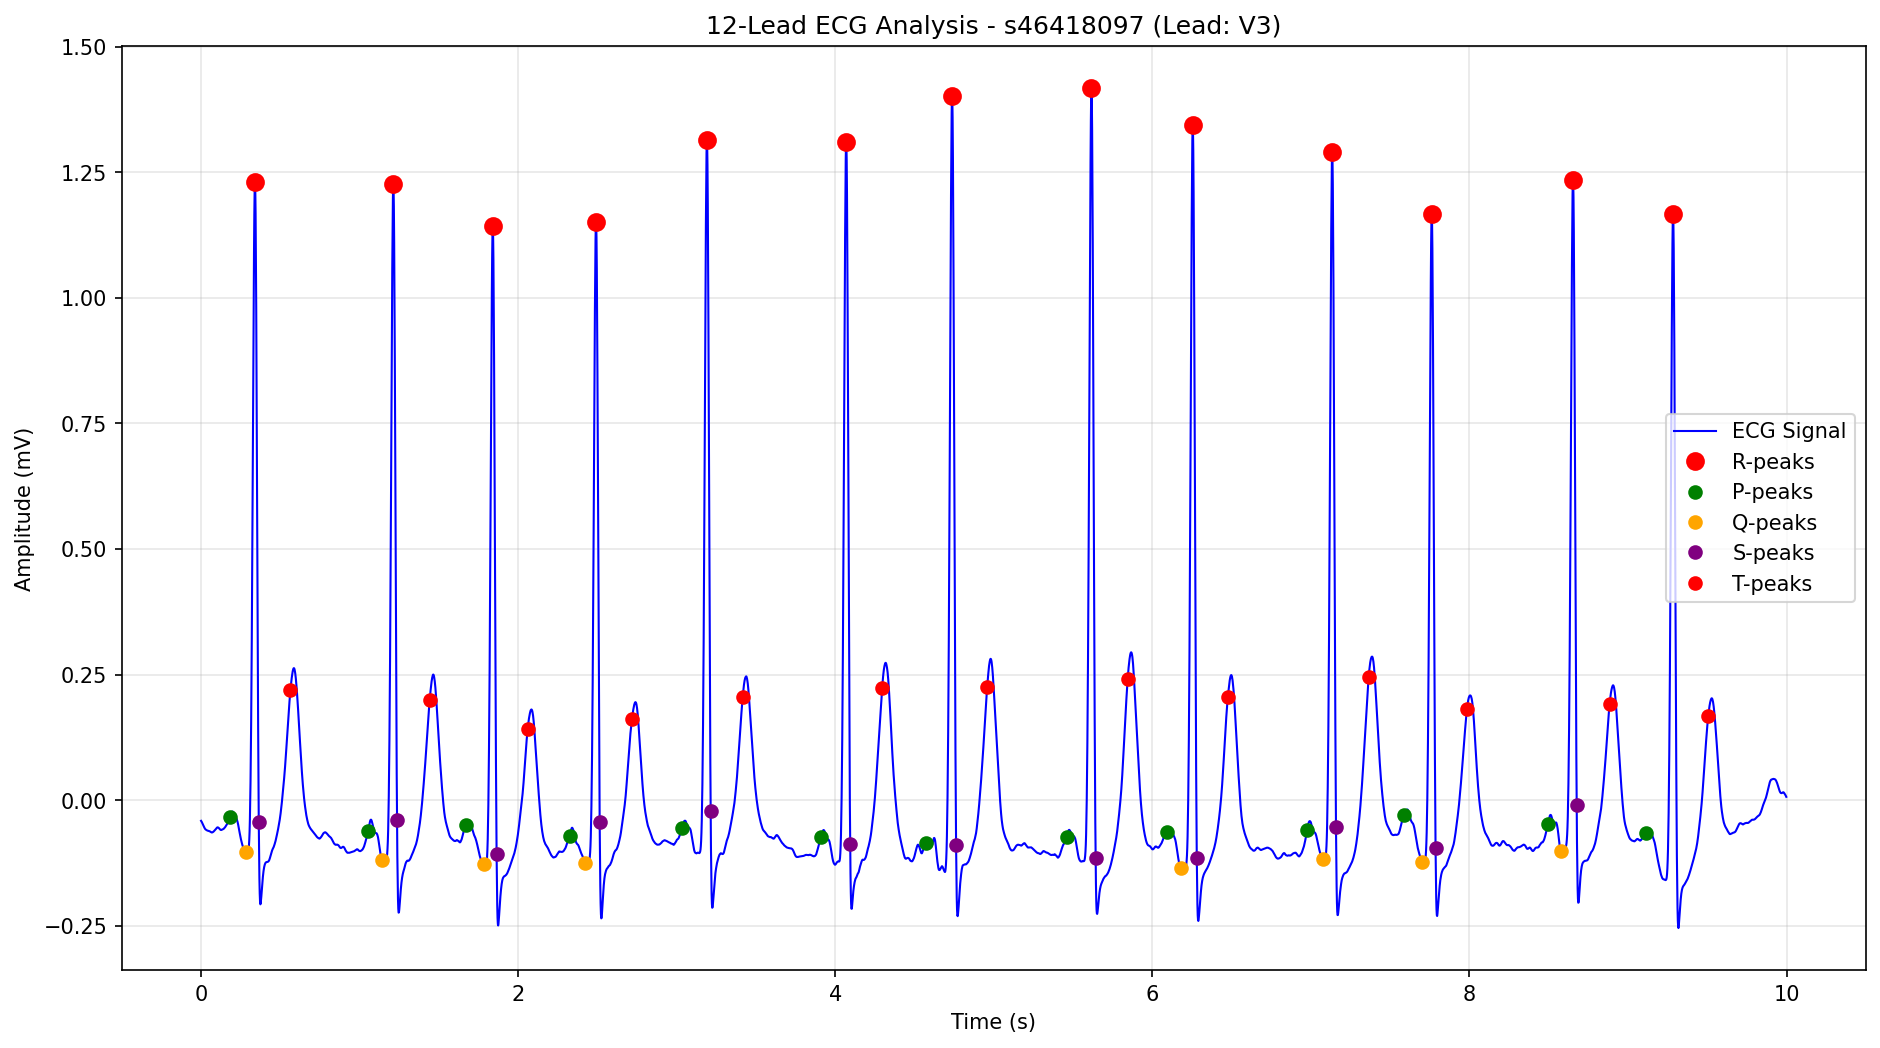 12-Lead ECG Analysis - s46418097 (Lead: V3)
1.50
1.25
1.00
0.75
0.50
0.25
0.00
−0.25
Amplitude (mV)
ECG Signal
R-peaks
P-peaks
Q-peaks
S-peaks
T-peaks
0 2 4 6 8 10
Time (s)